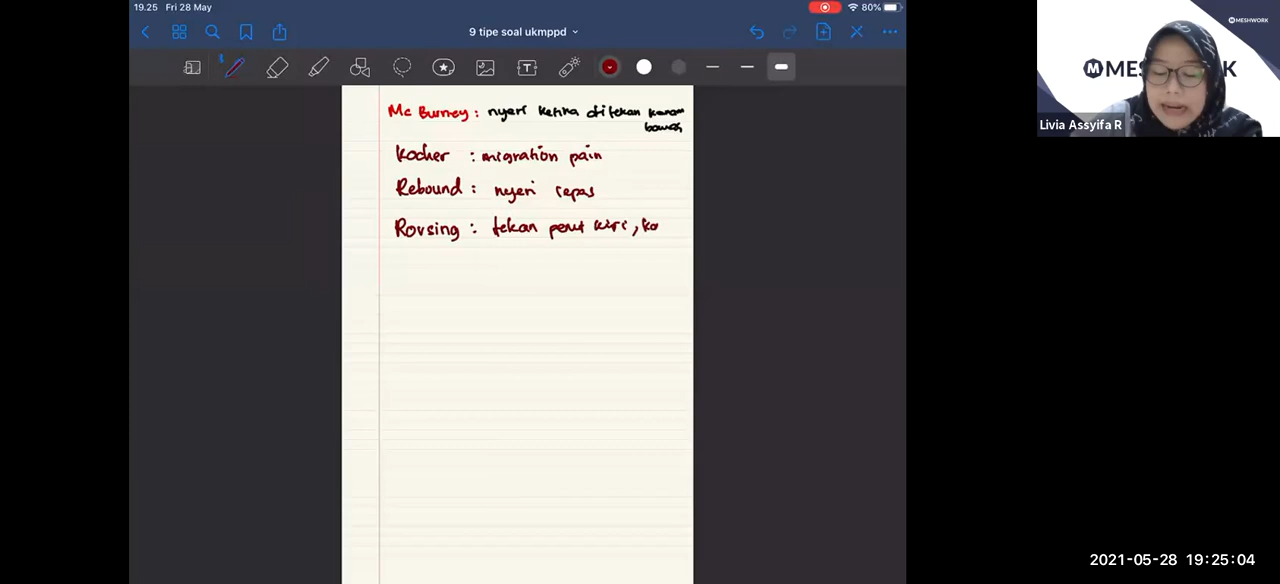 19.25 Fri 28 May
80%
9 tipe soal ukmppd
Mc Burney : nyeri ketika ditekan kanan
bawah
Kocher : migration pain
Rebound : nyeri lepas
Rovsing : tekan perut kiri, ka
MESHWORK
MES K
Livia Assyifa R
2021-05-28 19:25:04